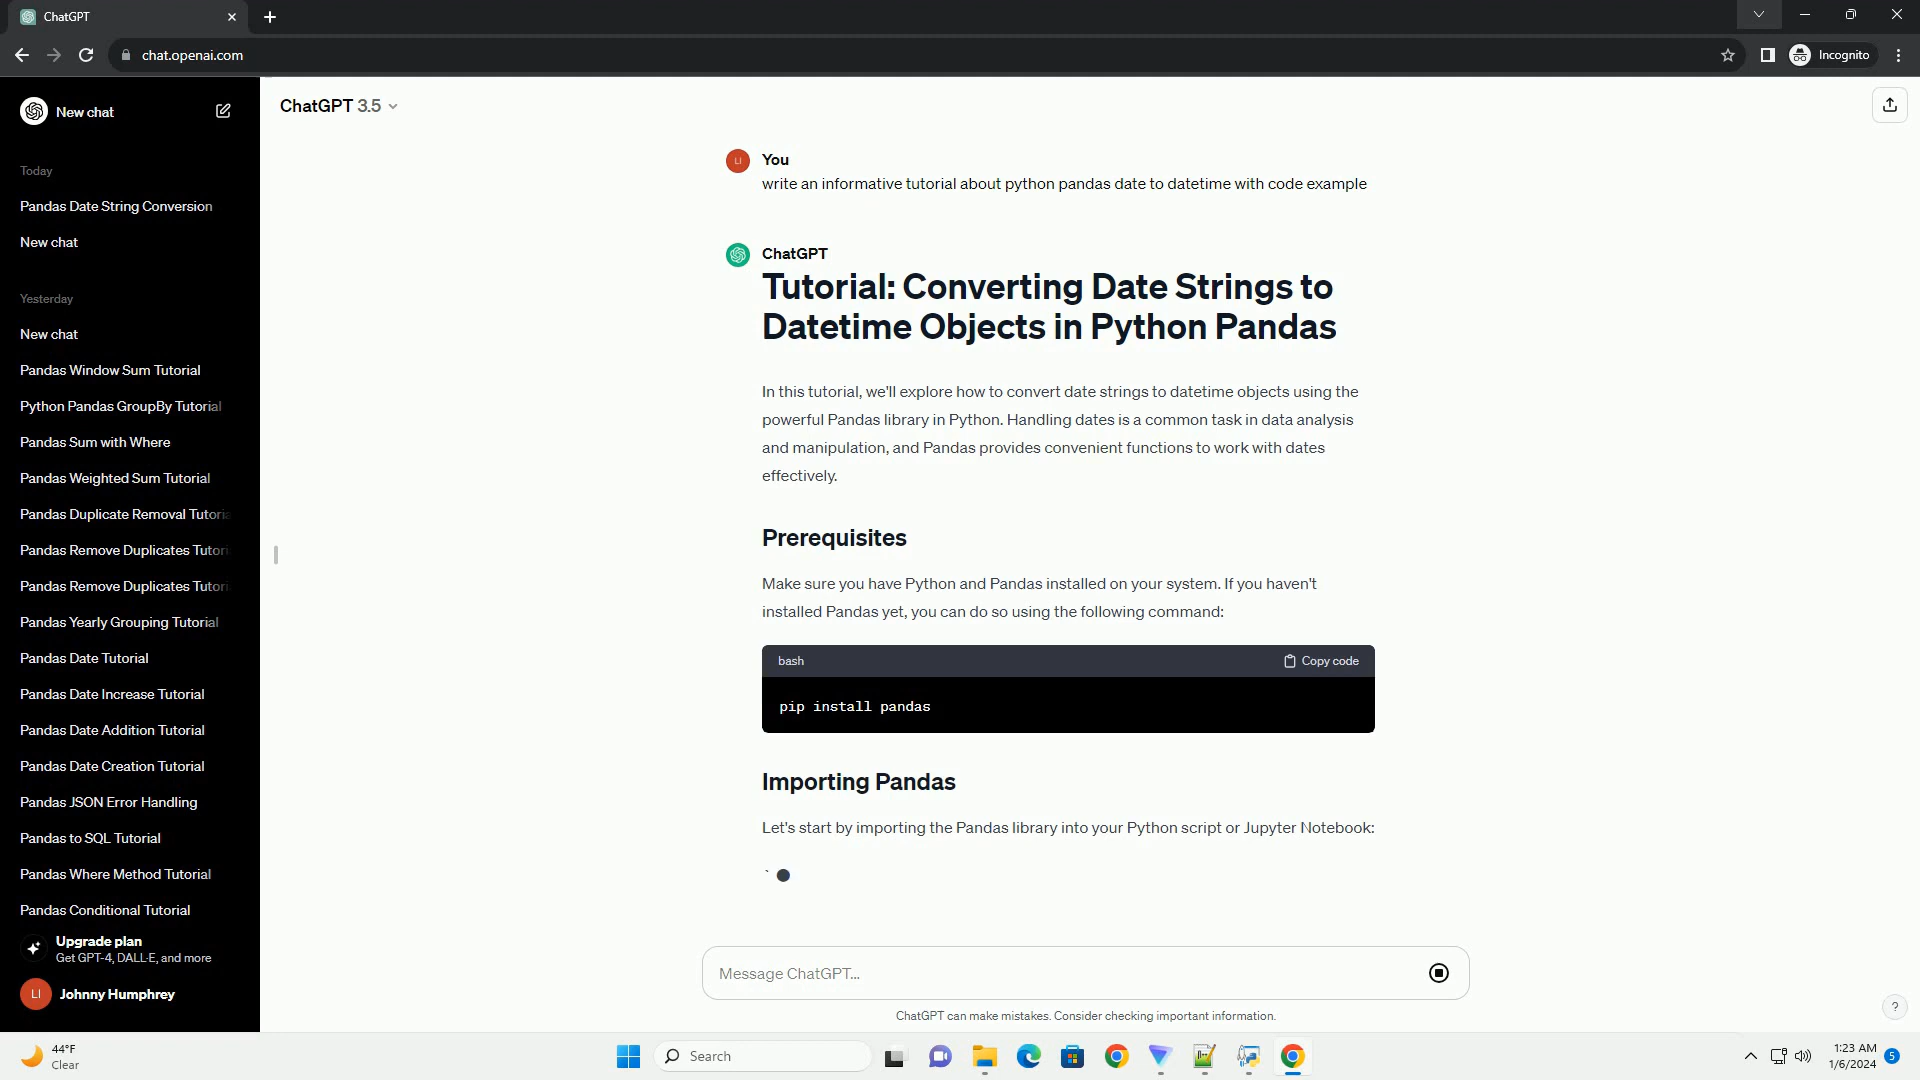 ChatGPT
chat.openai.com
Incognito
New chat
Today
Pandas Date String Conversion
New chat
Yesterday
New chat
Pandas Window Sum Tutorial
Python Pandas GroupBy Tutorial
Pandas Sum with Where
Pandas Weighted Sum Tutorial
Pandas Duplicate Removal Tutoria
Pandas Remove Duplicates Tutori
Pandas Remove Duplicates Tutori
Pandas Yearly Grouping Tutorial
Pandas Date Tutorial
Pandas Date Increase Tutorial
Pandas Date Addition Tutorial
Pandas Date Creation Tutorial
Pandas JSON Error Handling
Pandas to SQL Tutorial
Pandas Where Method Tutorial
Pandas Conditional Tutorial
Upgrade plan
Get GPT-4, DALL·E, and more
LI Johnny Humphrey
ChatGPT 3.5
LI You
write an informative tutorial about python pandas date to datetime with code example
ChatGPT
Tutorial: Converting Date Strings to
Datetime Objects in Python Pandas
In this tutorial, we'll explore how to convert date strings to datetime objects using the
powerful Pandas library in Python. Handling dates is a common task in data analysis
and manipulation, and Pandas provides convenient functions to work with dates
effectively.
Prerequisites
Make sure you have Python and Pandas installed on your system. If you haven't
installed Pandas yet, you can do so using the following command:
bash Copy code
pip install pandas
Importing Pandas
Let's start by importing the Pandas library into your Python script or Jupyter Notebook:
`
Message ChatGPT...
ChatGPT can make mistakes. Consider checking important information.
?
44°F
Clear
Search
1:23 AM
1/6/2024
5